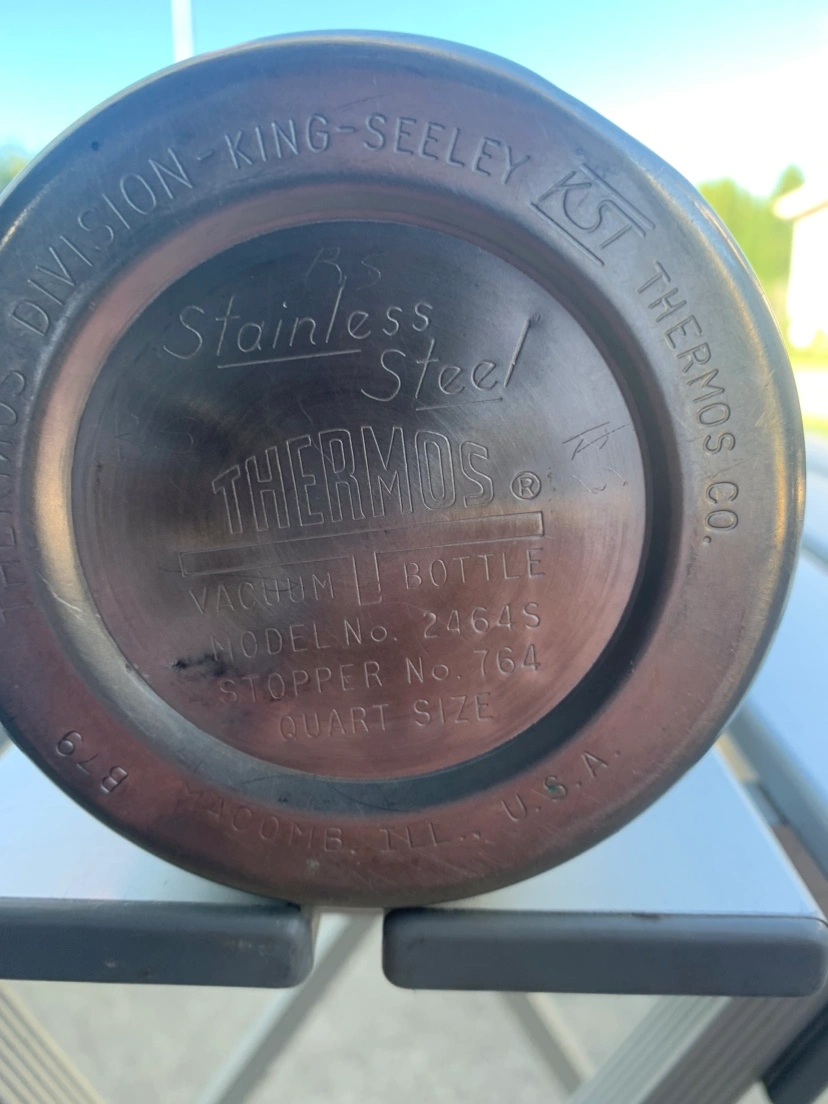 THERMOS DIVISION-KING-SEELEY KST THERMOS CO.
Stainless
Steel
THERMOS®
VACUUM BOTTLE
MODEL No. 2464S
STOPPER No. 764
QUART SIZE
B79
MACOMB, ILL., U.S.A.